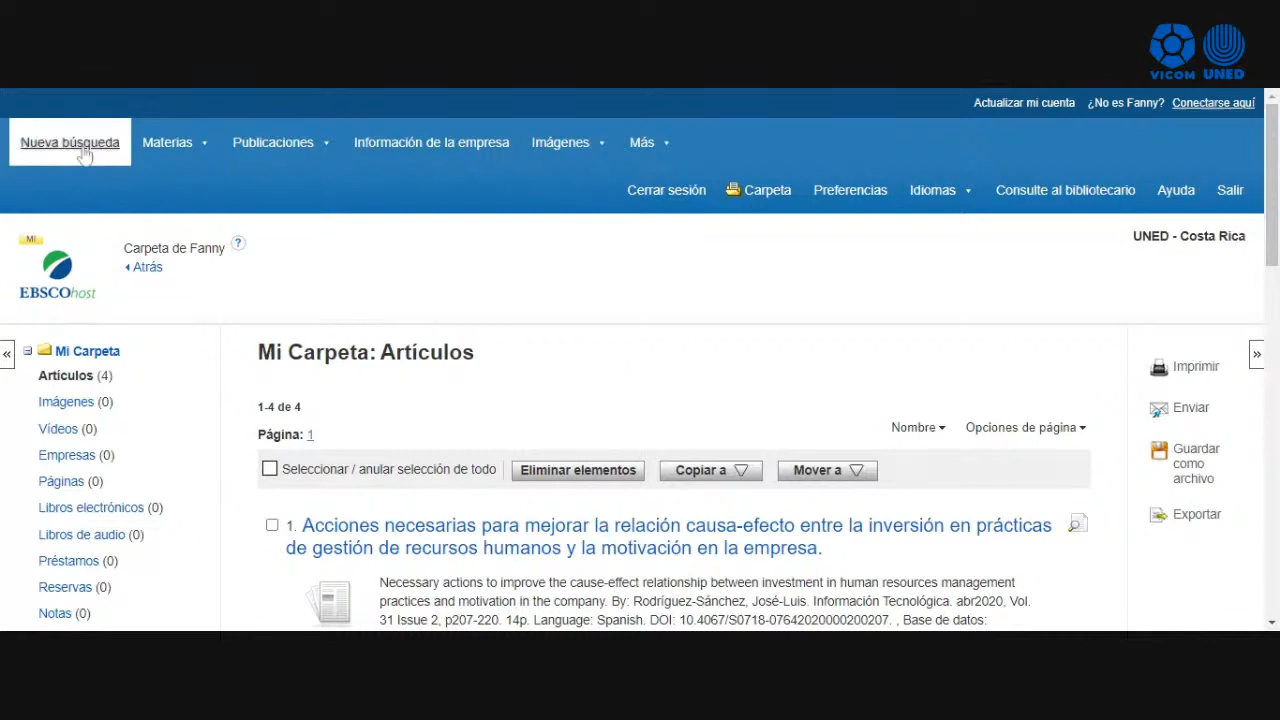 VICOM UNED
Actualizar mi cuenta ¿No es Fanny? Conectarse aquí
Nueva búsqueda Materias Publicaciones Información de la empresa Imágenes Más
Cerrar sesión Carpeta Preferencias Idiomas Consulte al bibliotecario Ayuda Salir
MI
EBSCOhost
Carpeta de Fanny ?
Atrás
UNED - Costa Rica
«
Mi Carpeta
Artículos (4)
Imágenes (0)
Vídeos (0)
Empresas (0)
Páginas (0)
Libros electrónicos (0)
Libros de audio (0)
Préstamos (0)
Reservas (0)
Notas (0)
Mi Carpeta: Artículos
1-4 de 4
Página: 1
Nombre Opciones de página
Seleccionar / anular selección de todo Eliminar elementos Copiar a Mover a
1. Acciones necesarias para mejorar la relación causa-efecto entre la inversión en prácticas
de gestión de recursos humanos y la motivación en la empresa.
Necessary actions to improve the cause-effect relationship between investment in human resources management
practices and motivation in the company. By: Rodríguez-Sánchez, José-Luis. Información Tecnológica. abr2020, Vol.
31 Issue 2, p207-220. 14p. Language: Spanish. DOI: 10.4067/S0718-07642020000200207. , Base de datos:
»
Imprimir
Enviar
Guardar
como
archivo
Exportar